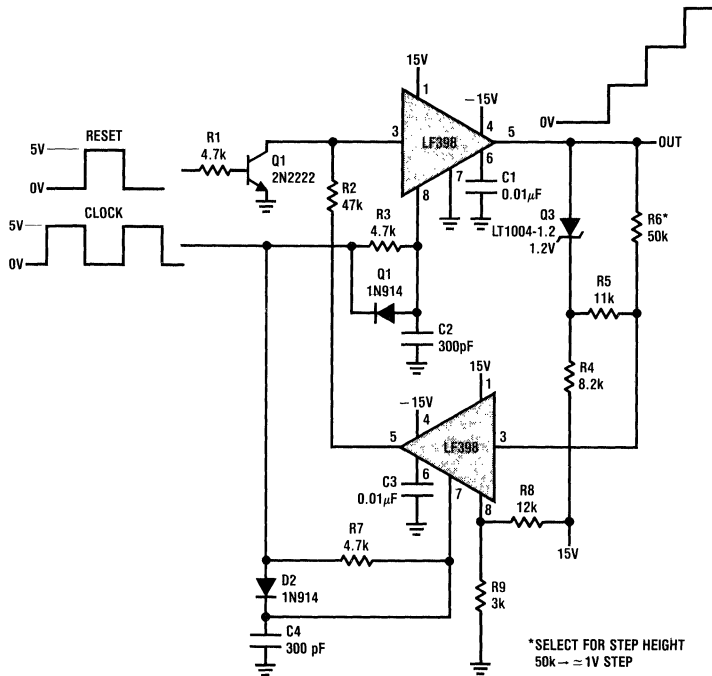 15V
1
-15V
4
3
LF398
5
6
7
8
C1
0.01µF
0V
OUT
5V
RESET
0V
R1
4.7k
Q1
2N2222
R2
47k
5V
CLOCK
0V
R3
4.7k
Q1
1N914
C2
300pF
Q3
LT1004-1.2
1.2V
R6*
50k
R5
11k
R4
8.2k
15V
1
-15V
4
5
LF398
3
6
7
8
C3
0.01µF
R8
12k
15V
R7
4.7k
D2
1N914
C4
300 pF
R9
3k
*SELECT FOR STEP HEIGHT
50k → ≃ 1V STEP